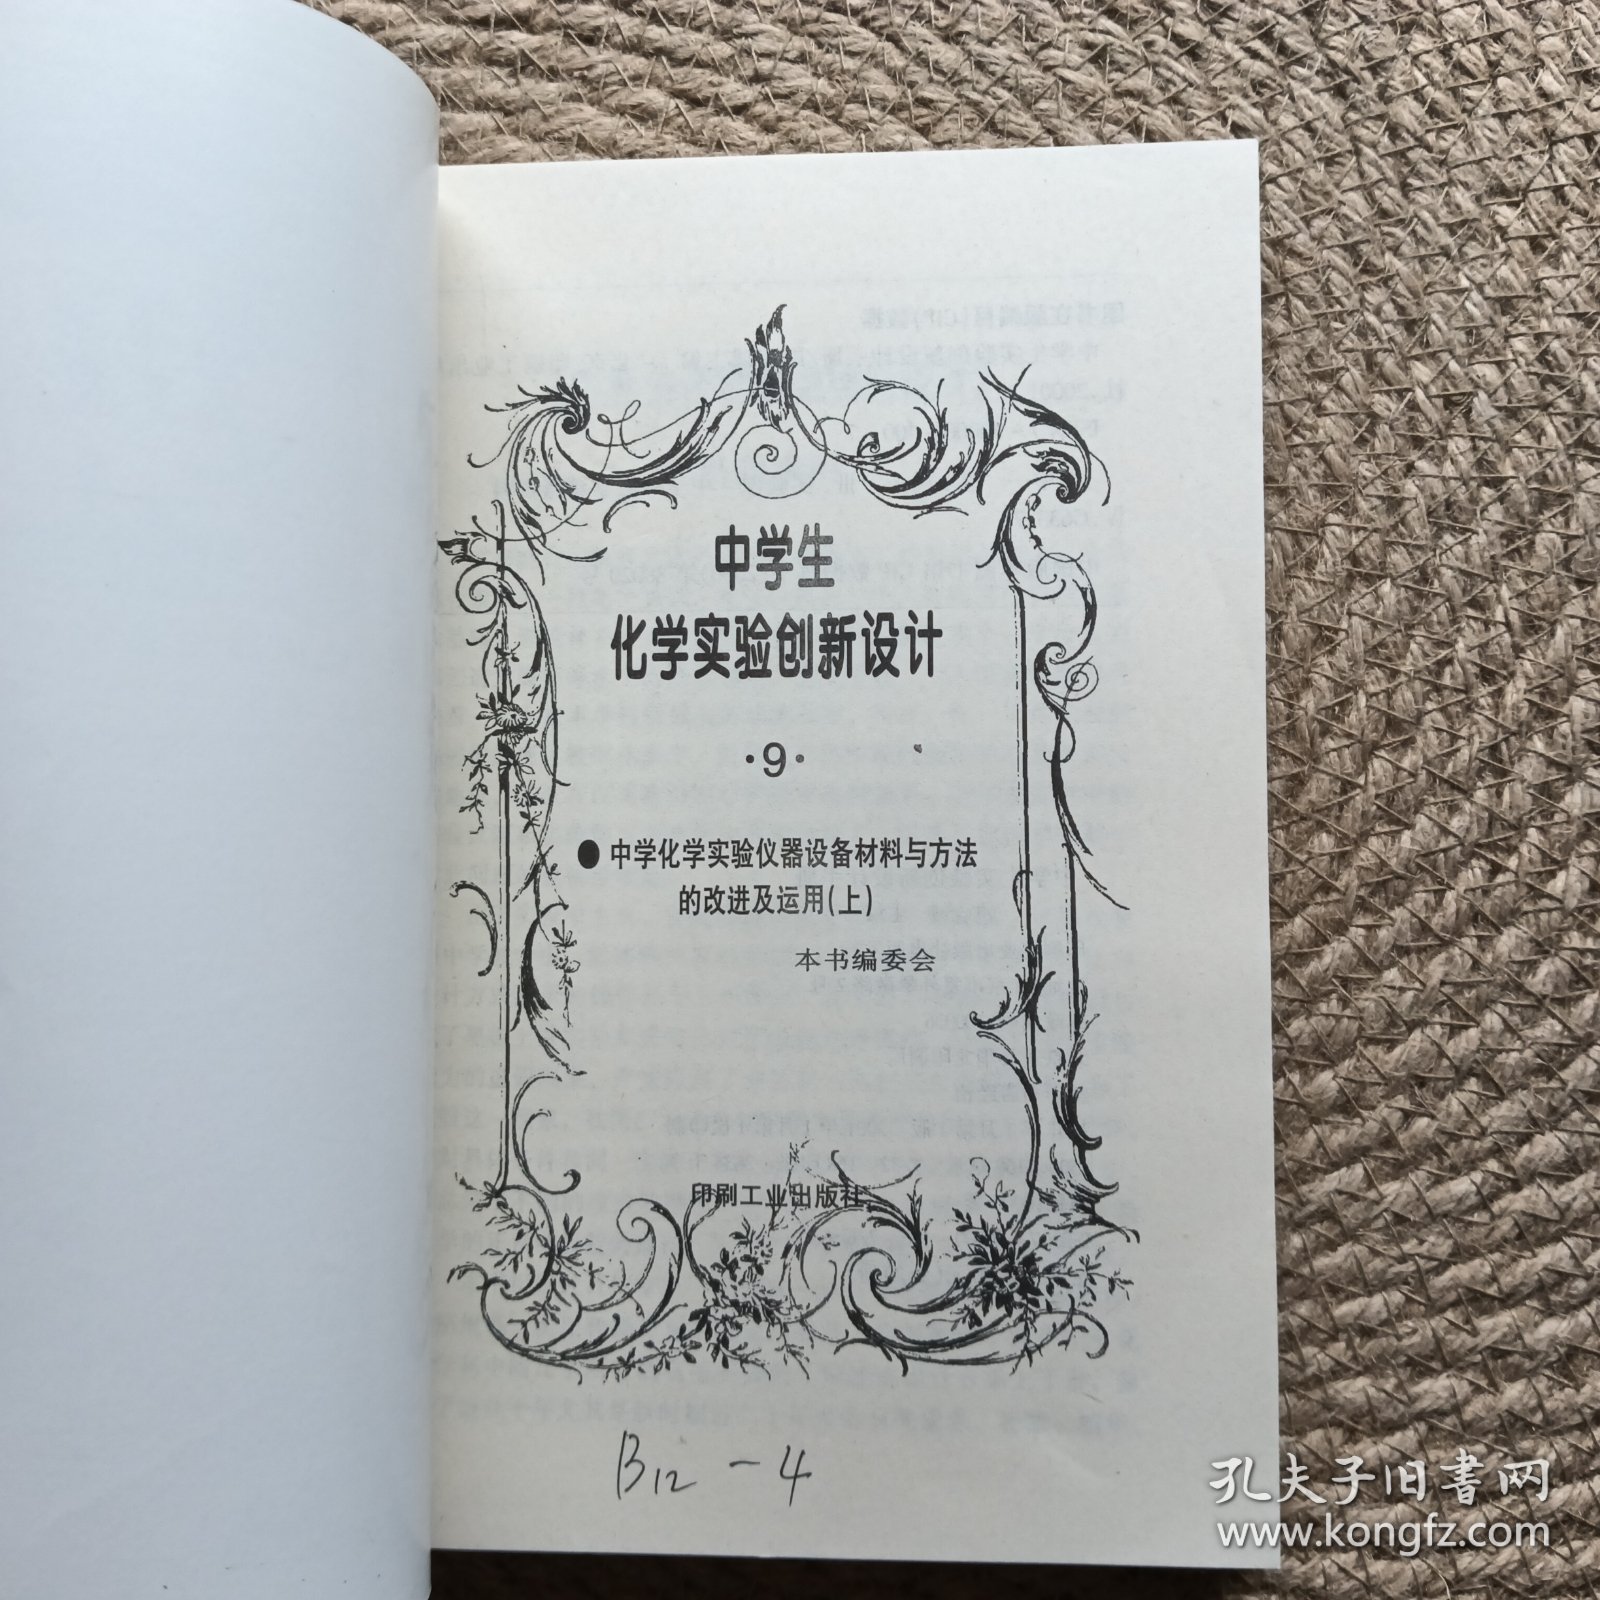 中学生
化学实验创新设计
·9·
●中学化学实验仪器设备材料与方法
的改进及运用(上)
本书编委会
印刷工业出版社
B12-4
孔夫子旧书网
www.kongfz.com